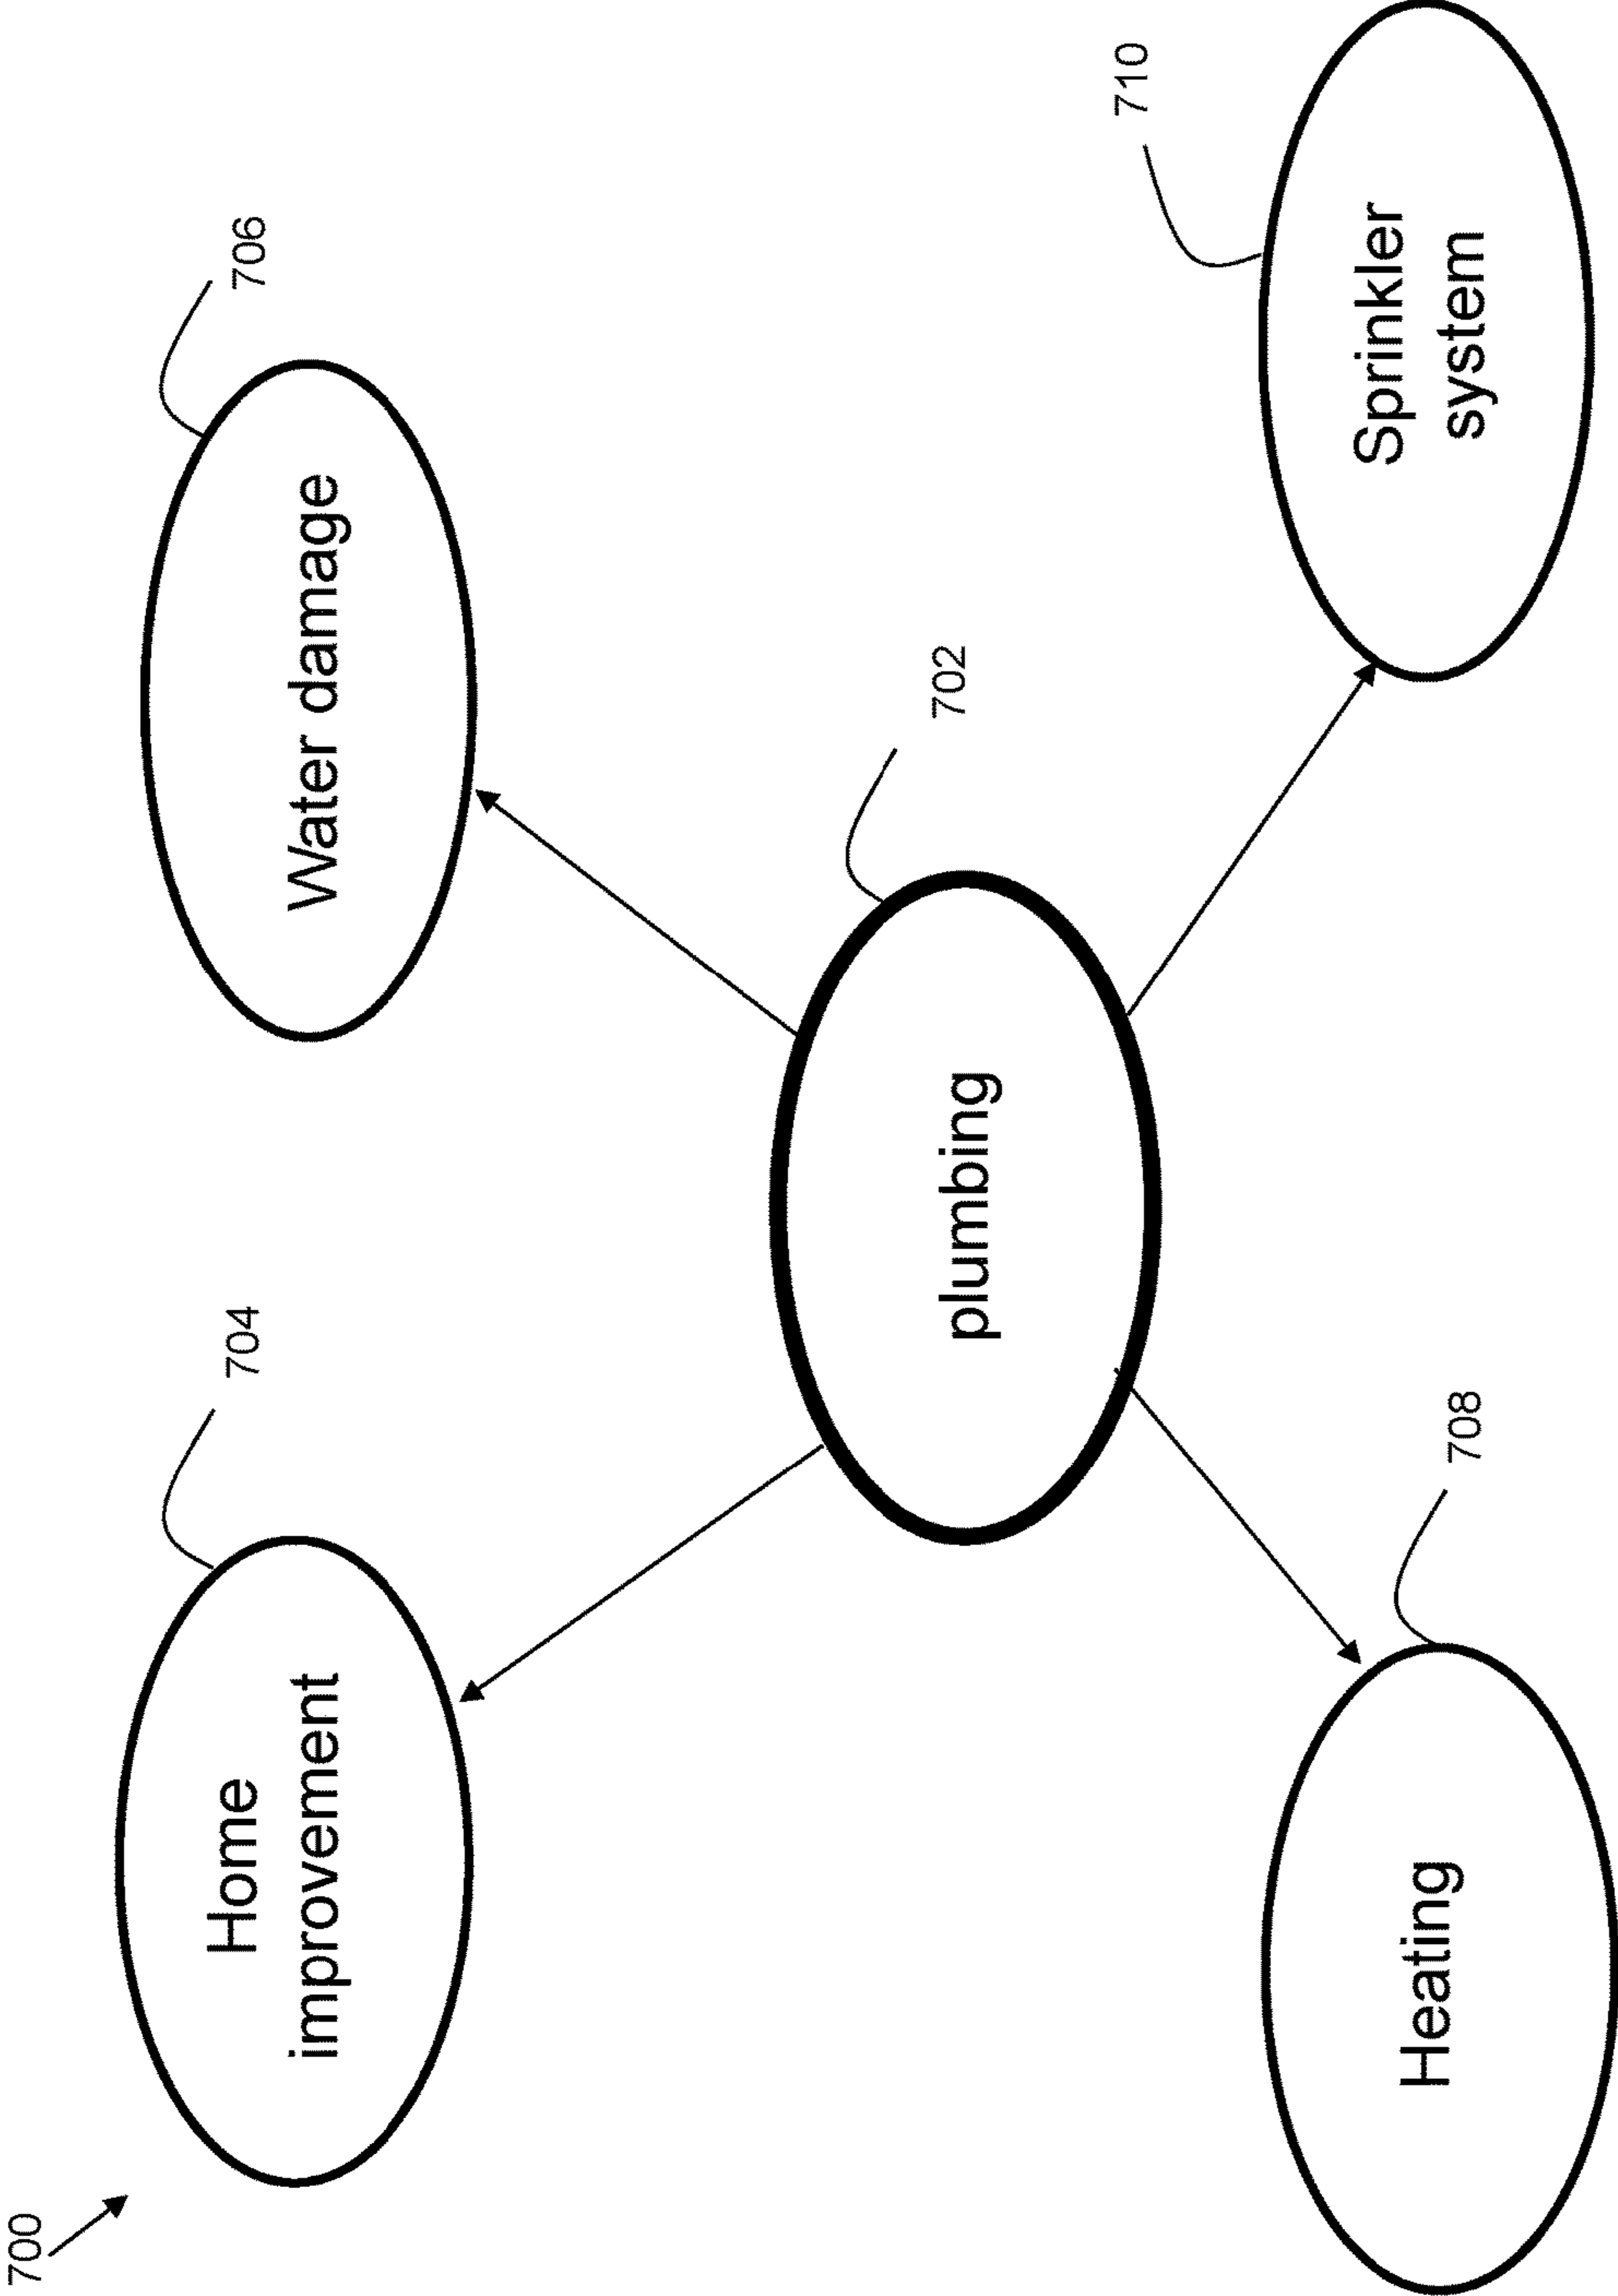 700
704
Home
improvement
706
Water damage
702
plumbing
708
Heating
710
Sprinkler
system